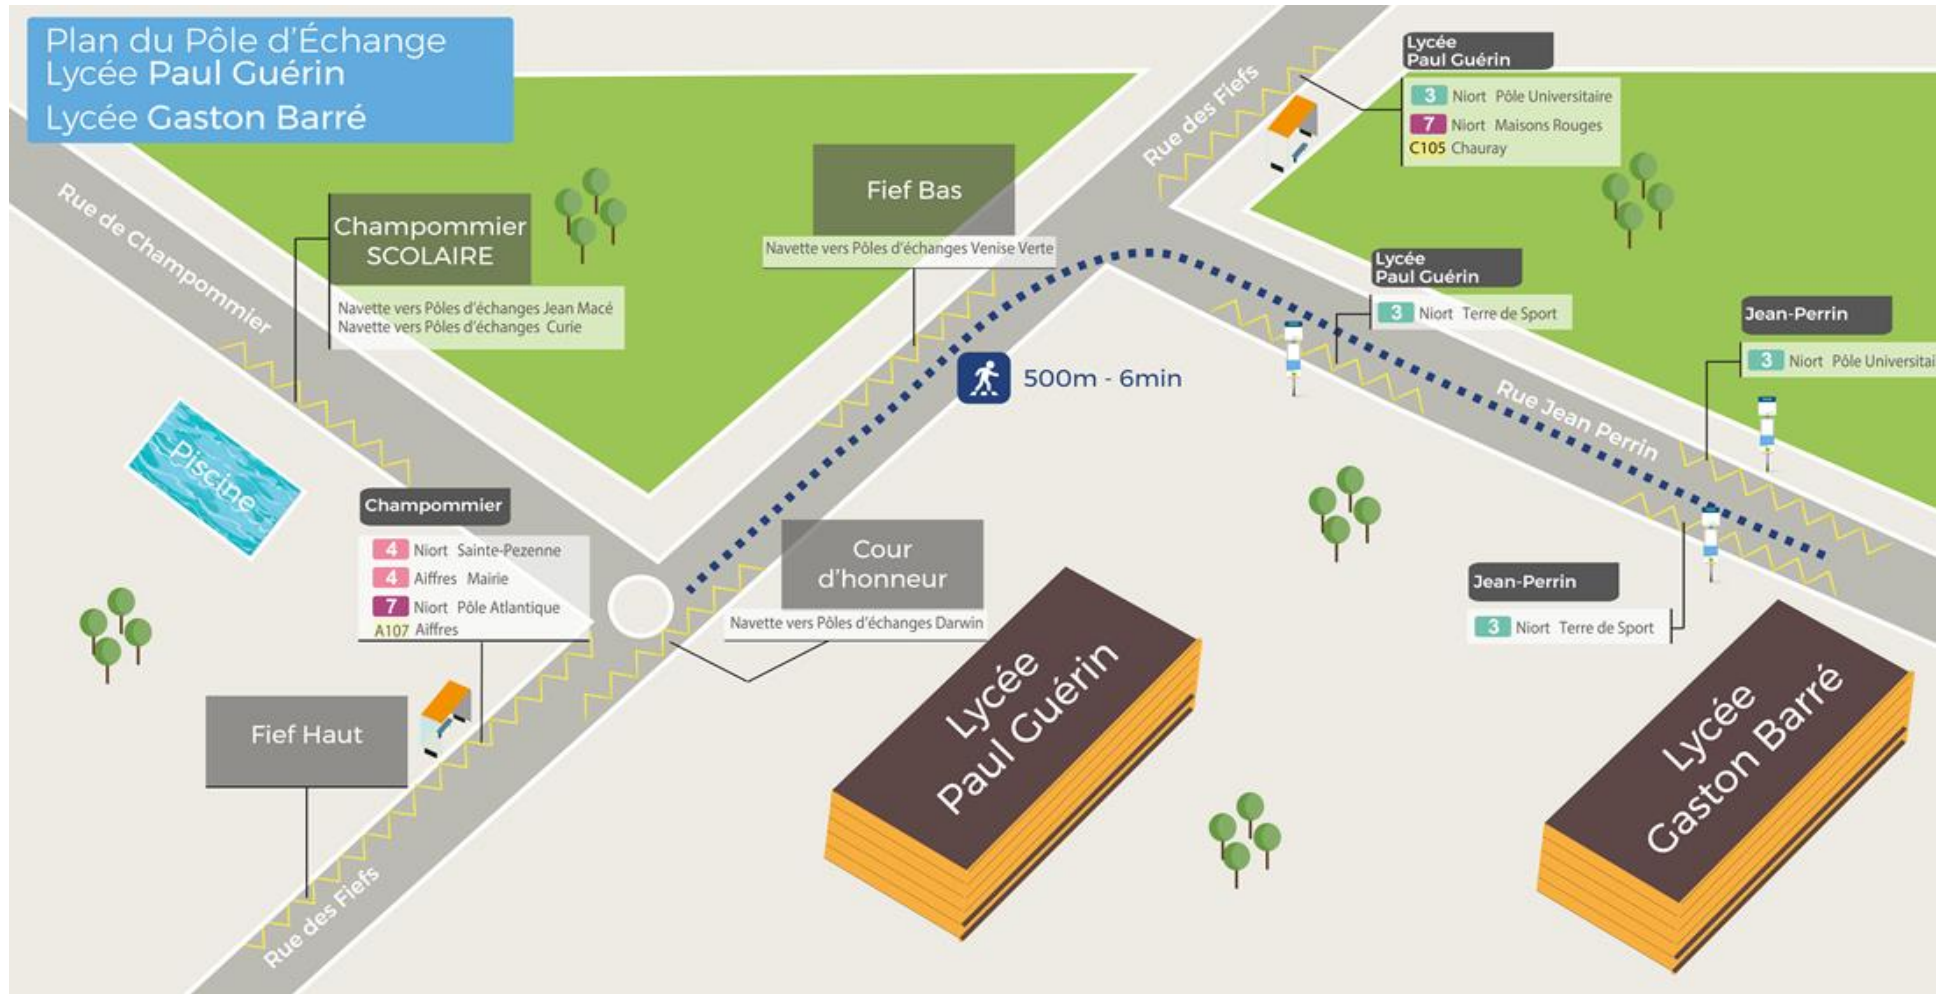 Plan du Pôle d'Échange
Lycée Paul Guérin
Lycée Gaston Barré
Rue de Champommier
Champommier
SCOLAIRE
Navette vers Pôles d'échanges Jean Macé
Navette vers Pôles d'échanges Curie
Fief Bas
Navette vers Pôles d'échanges Venise Verte
Rue des Fiefs
Lycée
Paul Guérin
3 Niort Pôle Universitaire
7 Niort Maisons Rouges
C105 Chauray
Lycée
Paul Guérin
3 Niort Terre de Sport
Jean-Perrin
3 Niort Pôle Universitai
500m - 6min
Rue Jean Perrin
Piscine
Champommier
4 Niort Sainte-Pezenne
4 Aiffres Mairie
7 Niort Pôle Atlantique
A107 Aiffres
Cour
d'honneur
Navette vers Pôles d'échanges Darwin
Jean-Perrin
3 Niort Terre de Sport
Fief Haut
Rue des Fiefs
Lycée
Paul Guérin
Lycée
Gaston Barré